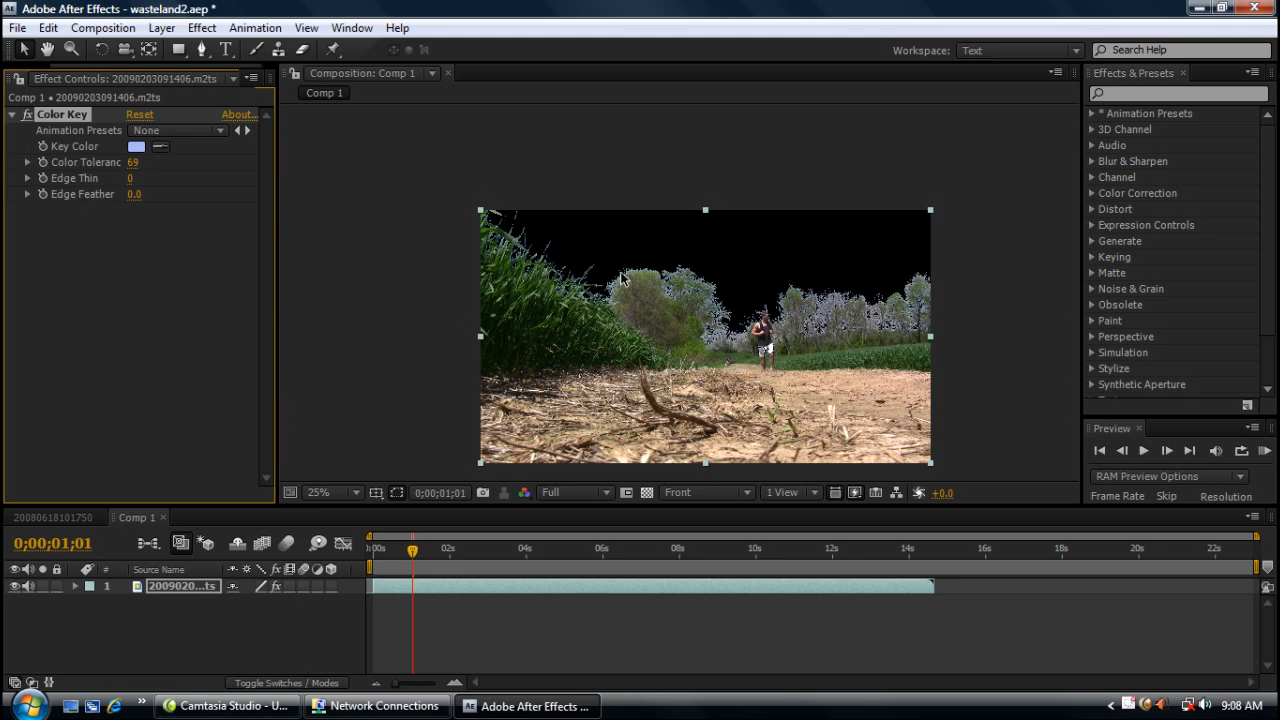 Adobe After Effects - wasteland2.aep *
File Edit Composition Layer Effect Animation View Window Help
Workspace: Text Search Help
Effect Controls: 20090203091406.m2ts
Comp 1 • 20090203091406.m2ts
Color Key Reset About...
Animation Presets None
Key Color
Color Toleranc 69
Edge Thin 0
Edge Feather 0.0
Composition: Comp 1
Comp 1
25% 0;00;01;01 Full Front 1 View +0.0
Effects & Presets
* Animation Presets
3D Channel
Audio
Blur & Sharpen
Channel
Color Correction
Distort
Expression Controls
Generate
Keying
Matte
Noise & Grain
Obsolete
Paint
Perspective
Simulation
Stylize
Synthetic Aperture
Preview
RAM Preview Options
Frame Rate Skip Resolution
20080618101750 Comp 1
0;00;01;01
:00s 02s 04s 06s 08s 10s 12s 14s 16s 18s 20s 22s
# Source Name
1 2009020...ts
Toggle Switches / Modes
Camtasia Studio - U... Network Connections Adobe After Effects ... 9:08 AM